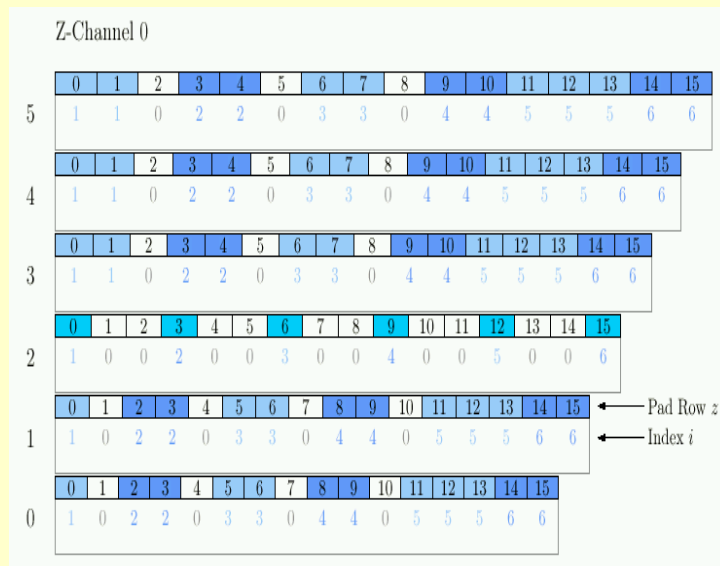 Z-Channel 0
0 1 2 3 4 5 6 7 8 9 10 11 12 13 14 15
5 1 1 0 2 2 0 3 3 0 4 4 5 5 5 6 6
0 1 2 3 4 5 6 7 8 9 10 11 12 13 14 15
4 1 1 0 2 2 0 3 3 0 4 4 5 5 5 6 6
0 1 2 3 4 5 6 7 8 9 10 11 12 13 14 15
3 1 1 0 2 2 0 3 3 0 4 4 5 5 5 6 6
0 1 2 3 4 5 6 7 8 9 10 11 12 13 14 15
2 1 0 0 2 0 0 3 0 0 4 0 0 5 0 0 6
0 1 2 3 4 5 6 7 8 9 10 11 12 13 14 15 Pad Row z
1 1 0 2 2 0 3 3 0 4 4 0 5 5 5 6 6 Index i
0 1 2 3 4 5 6 7 8 9 10 11 12 13 14 15
0 1 0 2 2 0 3 3 0 4 4 0 5 5 5 6 6